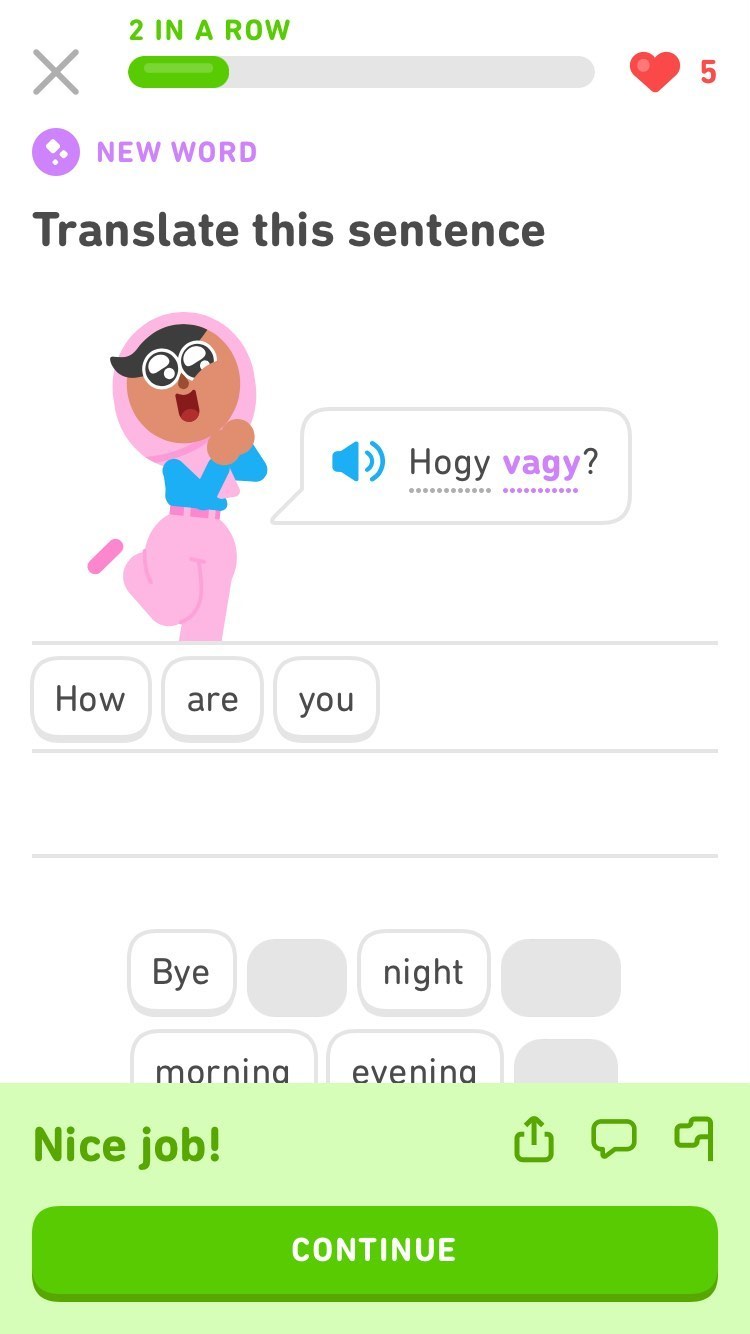 2 IN A ROW
5
NEW WORD
Translate this sentence
Hogy vagy?
How are you
Bye night
morning evening
Nice job!
CONTINUE